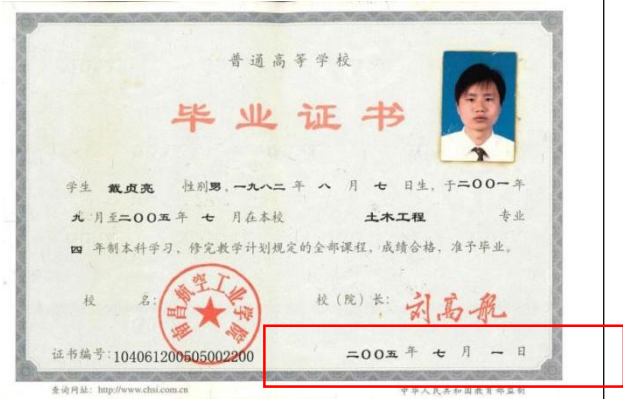 普通高等学校
毕业证书
学生 戴贞亮 性别男，一九八二年 八 月 七 日生，于二〇〇一年
九 月至二〇〇五年 七 月在本校 土木工程 专业
四 年制本科学习，修完教学计划规定的全部课程，成绩合格，准予毕业。
校 名： 南昌航空工业学院 校（院）长： 刘高航
证书编号：104061200505002200 二〇〇五 年 七 月 一 日
查询网址：http://www.chsi.com.cn 中华人民共和国教育部监制